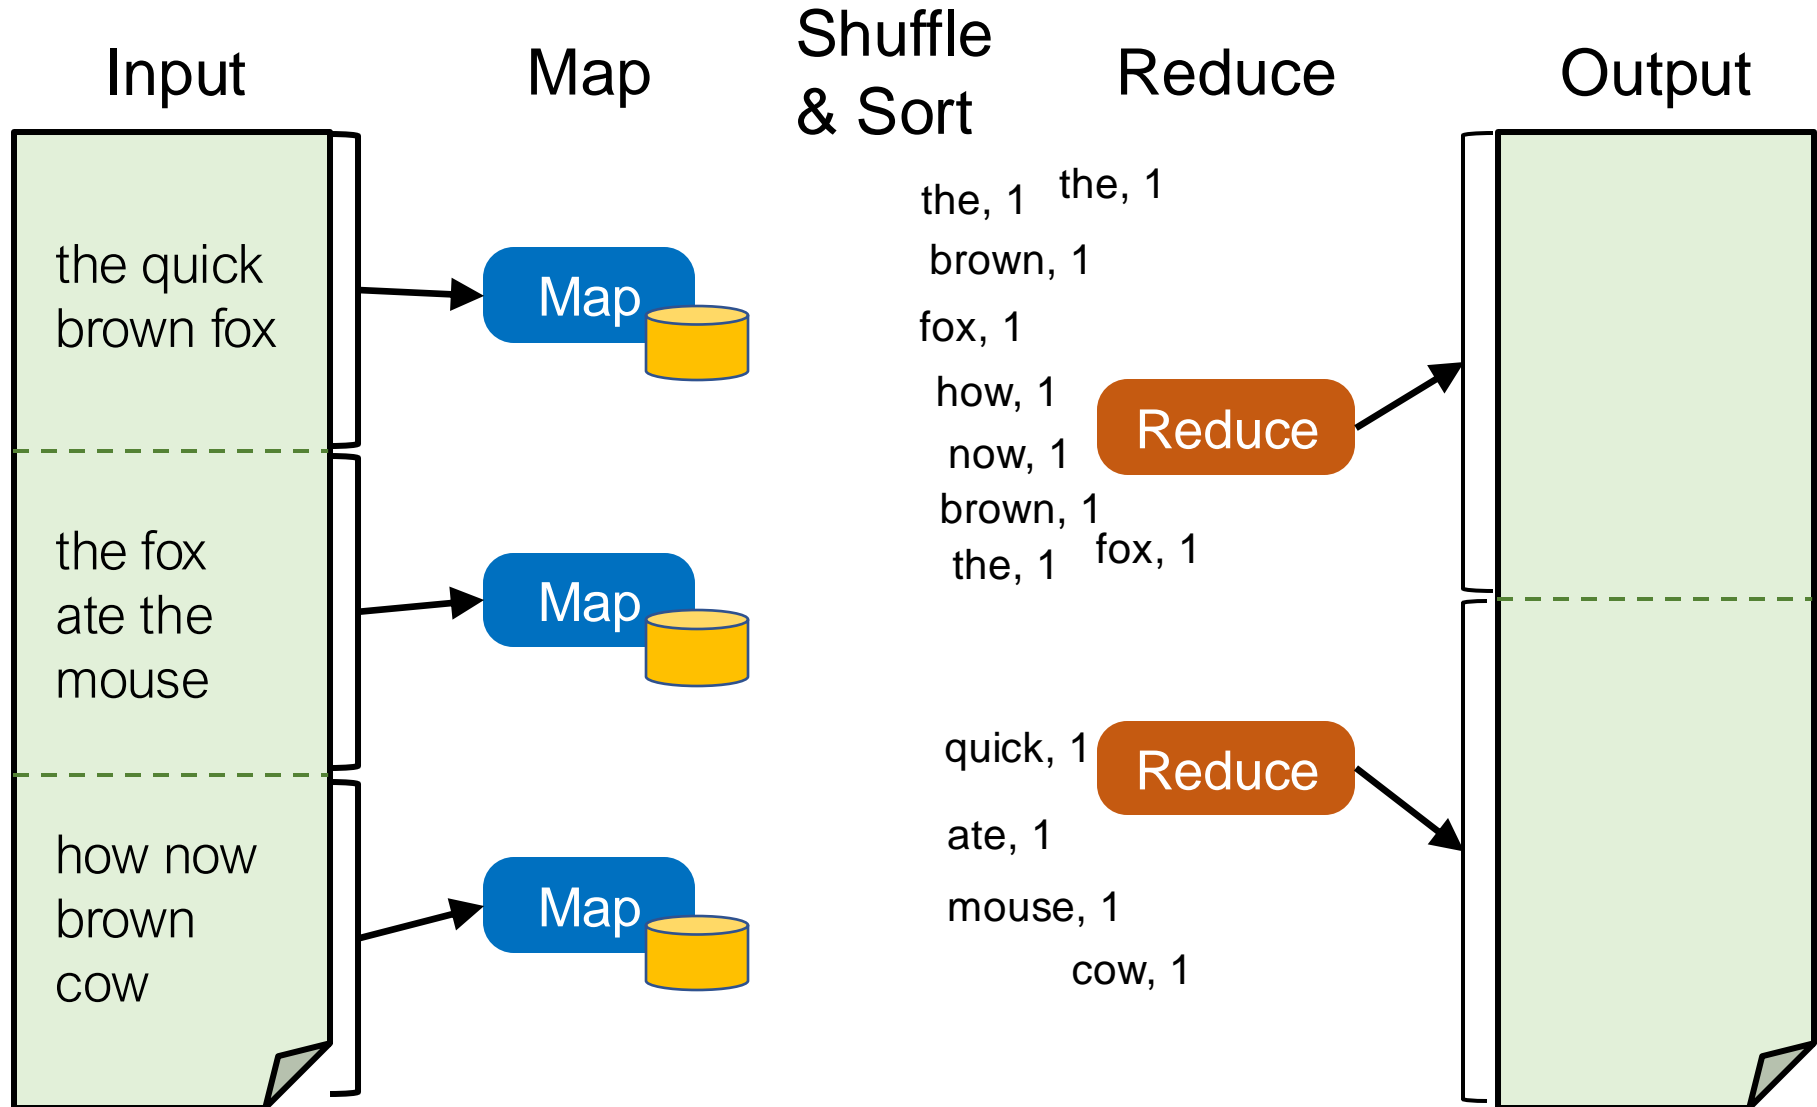 Input
Map
Shuffle
& Sort
Reduce
Output
the quick
brown fox
the fox
ate the
mouse
how now
brown
cow
Map
Map
Map
the, 1
the, 1
brown, 1
fox, 1
how, 1
now, 1
brown, 1
the, 1
fox, 1
quick, 1
ate, 1
mouse, 1
cow, 1
Reduce
Reduce